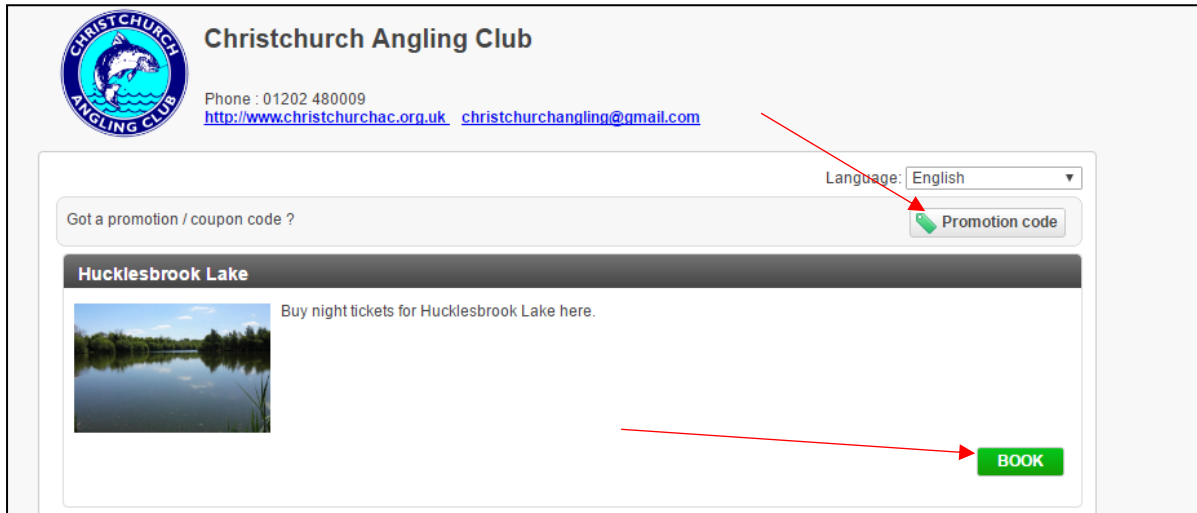 CHRISTCHURCH
ANGLING CLUB
Christchurch Angling Club
Phone : 01202 480009
http://www.christchurchac.org.uk christchurchangling@gmail.com
Language: English
Got a promotion / coupon code ?
Promotion code
Hucklesbrook Lake
Buy night tickets for Hucklesbrook Lake here.
BOOK